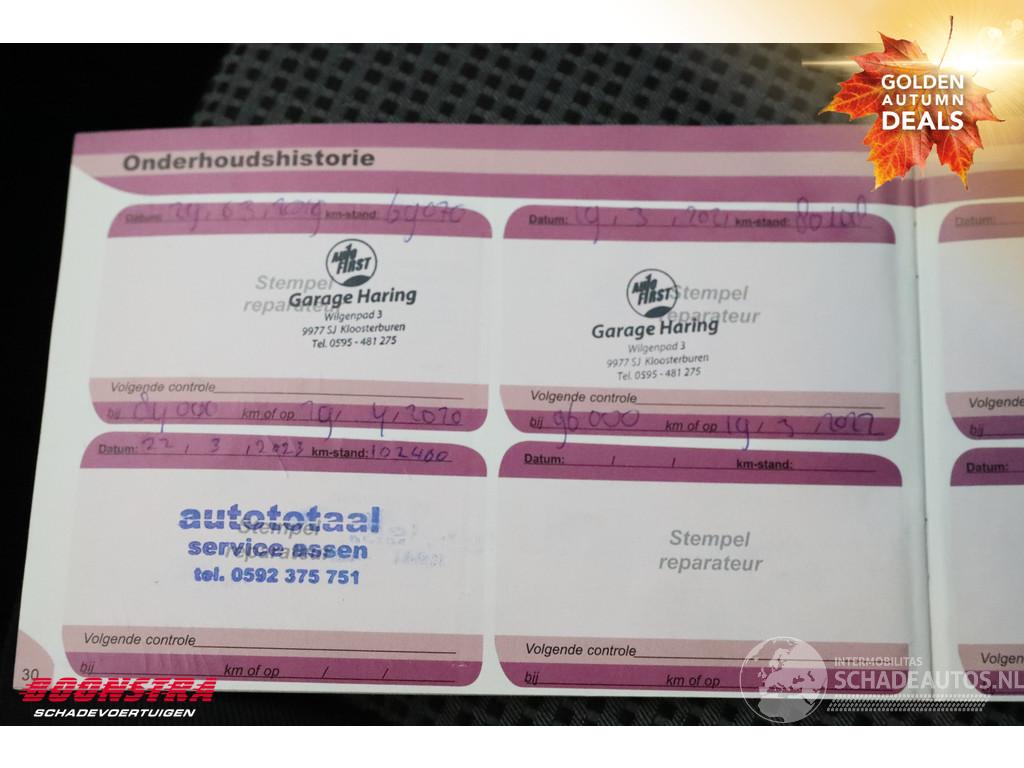 GOLDEN
AUTUMN
DEALS
Onderhoudshistorie
Datum: 29, 03, 2019 km-stand: 69070
Stempel
reparateur
AUTO FIRST
Garage Haring
Wilgenpad 3
9977 SJ Kloosterburen
Tel. 0595 - 481 275
Volgende controle
bij 84000 km of op 29, 4, 2020
Datum: 19, 3, 2021 km-stand: 80108
Stempel
reparateur
AUTO FIRST
Garage Haring
Wilgenpad 3
9977 SJ Kloosterburen
Tel. 0595 - 481 275
Volgende controle
bij 96000 km of op 19, 3, 2022
Datum: 22, 3, 2023 km-stand: 102400
Stempel
reparateur
autototaal
service assen
tel. 0592 375 751
Volgende controle
bij km of op / /
Datum: / / km-stand:
Stempel
reparateur
Volgende controle
bij km of op
Datum:
Volgende
bij
Datum:
Volgen
bij
30
BOONSTRA
SCHADEVOERTUIGEN
INTERMOBILITAS
SCHADEAUTOS.NL